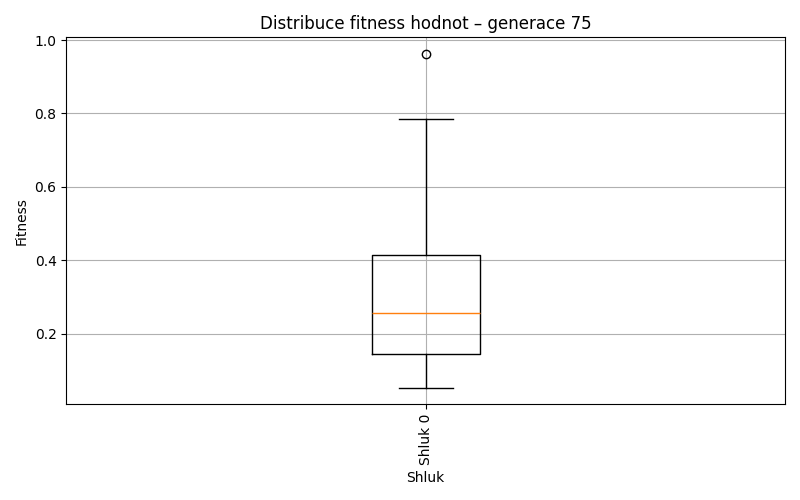 Distribuce fitness hodnot – generace 75
1.0
0.8
0.6
0.4
0.2
Fitness
Shluk 0
Shluk